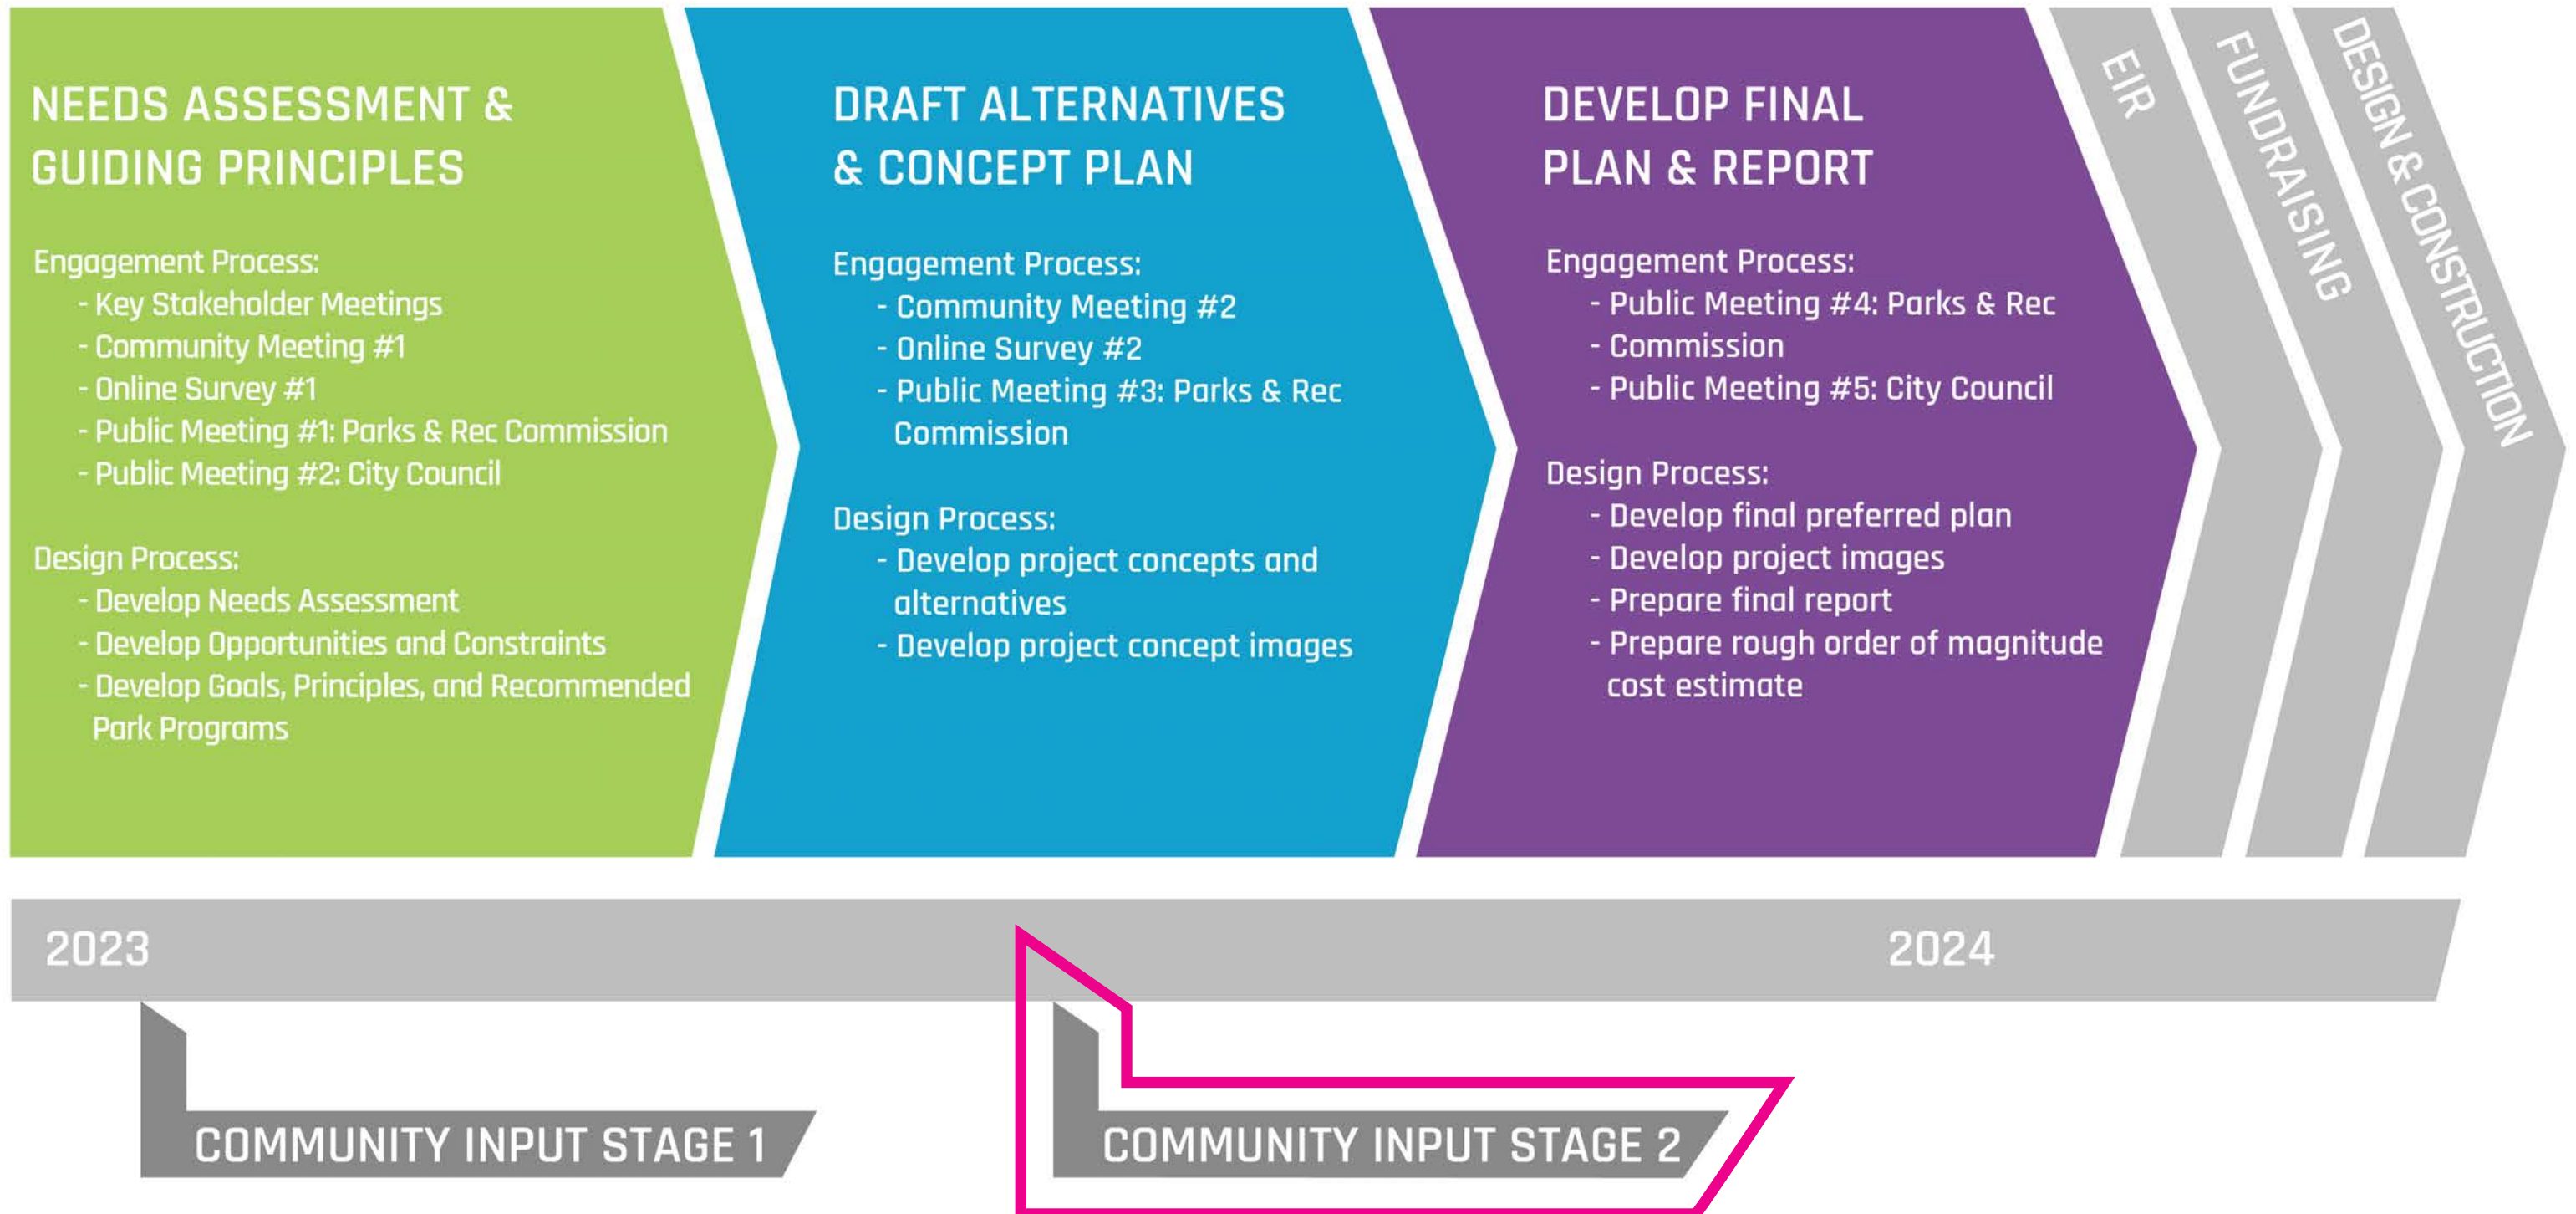 NEEDS ASSESSMENT &
GUIDING PRINCIPLES
Engagement Process:
- Key Stakeholder Meetings
- Community Meeting #1
- Online Survey #1
- Public Meeting #1: Parks & Rec Commission
- Public Meeting #2: City Council
Design Process:
- Develop Needs Assessment
- Develop Opportunities and Constraints
- Develop Goals, Principles, and Recommended
Park Programs
DRAFT ALTERNATIVES
& CONCEPT PLAN
Engagement Process:
- Community Meeting #2
- Online Survey #2
- Public Meeting #3: Parks & Rec
Commission
Design Process:
- Develop project concepts and
alternatives
- Develop project concept images
DEVELOP FINAL
PLAN & REPORT
Engagement Process:
- Public Meeting #4: Parks & Rec
- Commission
- Public Meeting #5: City Council
Design Process:
- Develop final preferred plan
- Develop project images
- Prepare final report
- Prepare rough order of magnitude
cost estimate
EIR
FUNDRAISING
DESIGN & CONSTRUCTION
2023
2024
COMMUNITY INPUT STAGE 1
COMMUNITY INPUT STAGE 2